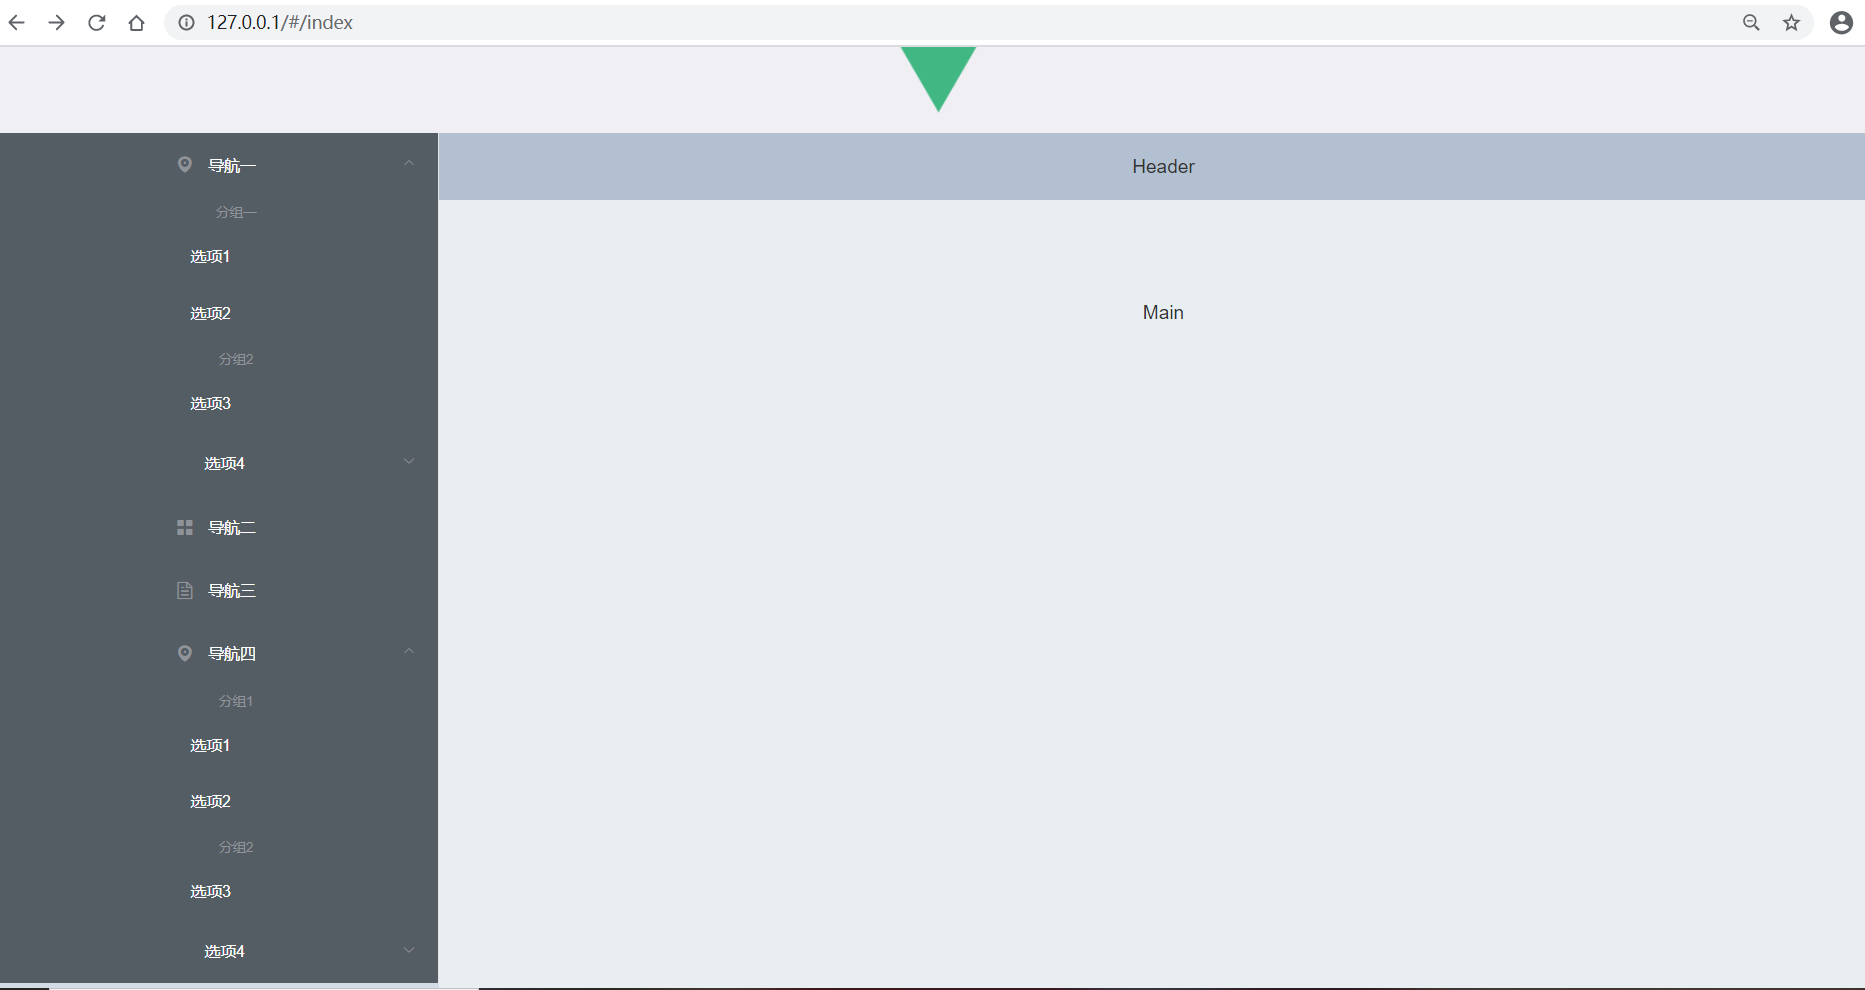 127.0.0.1/#/index
导航一
分组一
选项1
选项2
分组2
选项3
选项4
导航二
导航三
导航四
分组1
选项1
选项2
分组2
选项3
选项4
Header
Main